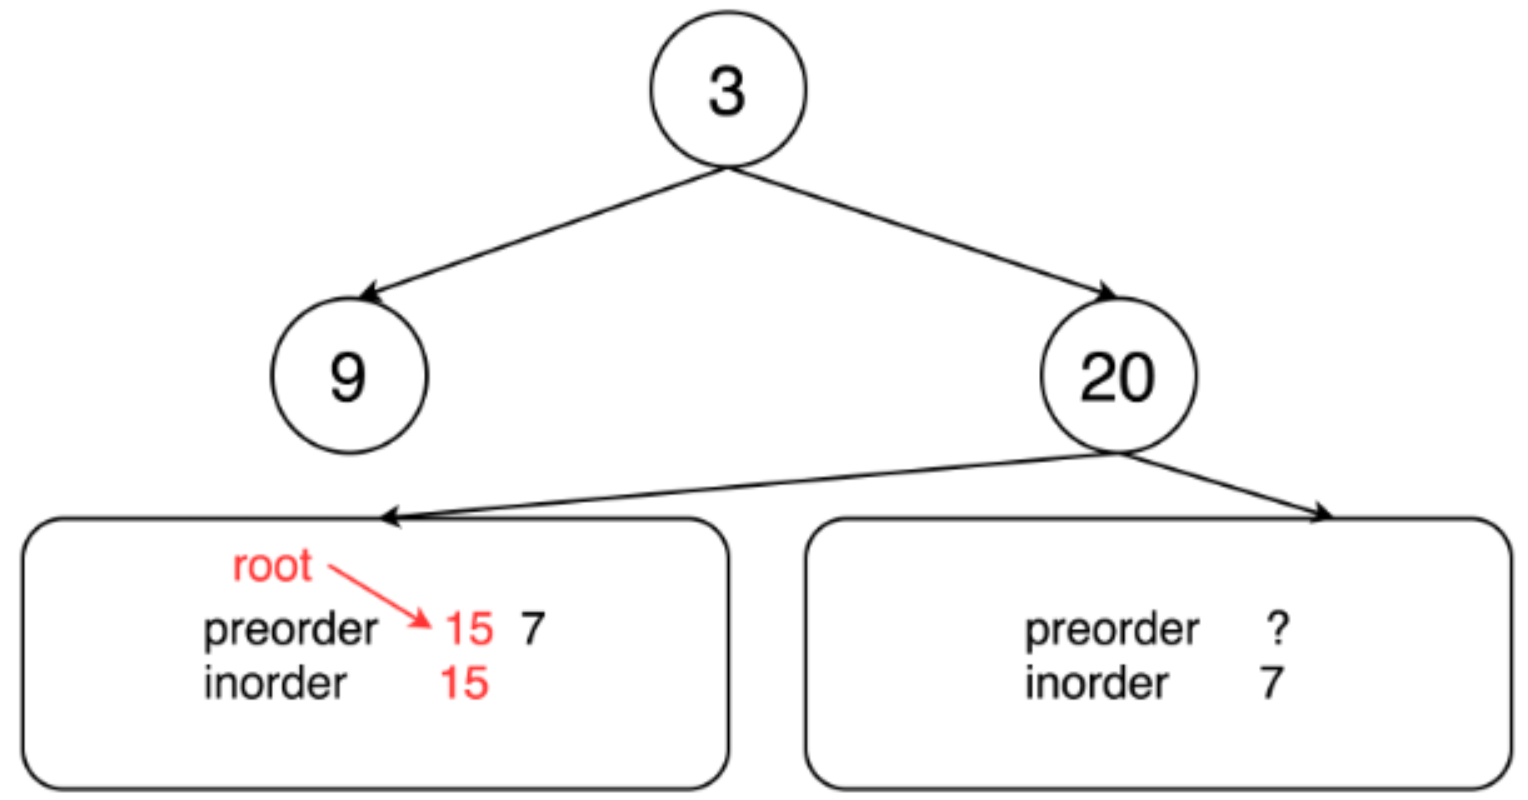 3
9
20
root
preorder 15 7
inorder 15
preorder ?
inorder 7